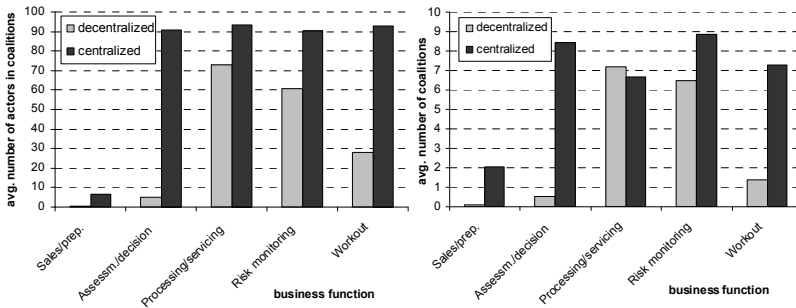 avg. number of actors in coalitions
100
90
80
70
60
50
40
30
20
10
0
decentralized
centralized
Sales/prep.
Assessm./decision
Processing/servicing
Risk monitoring
Workout
business function
avg. number of coalitions
10
9
8
7
6
5
4
3
2
1
0
decentralized
centralized
Sales/prep.
Assessm./decision
Processing/servicing
Risk monitoring
Workout
business function